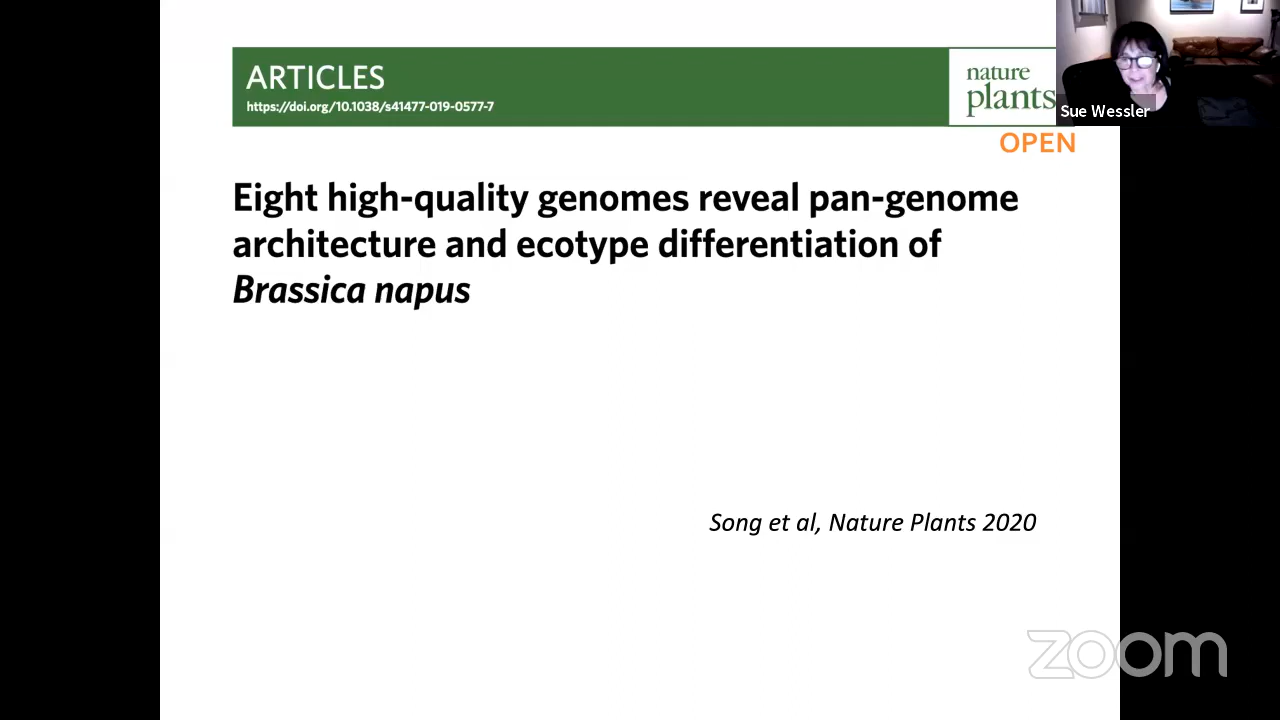 ARTICLES
https://doi.org/10.1038/s41477-019-0577-7
nature
plants
Sue Wessler
OPEN
Eight high-quality genomes reveal pan-genome
architecture and ecotype differentiation of
Brassica napus
Song et al, Nature Plants 2020
zoom